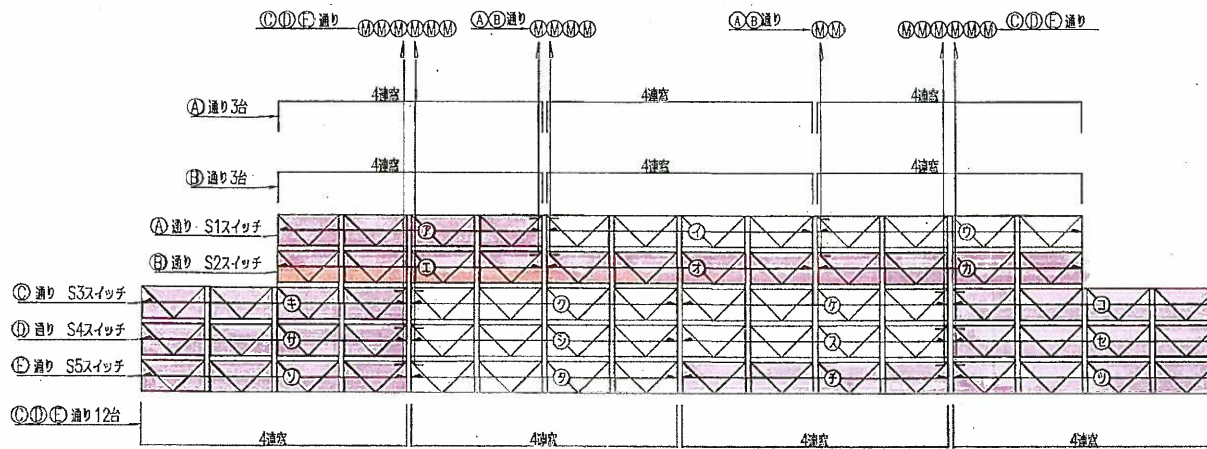 ⒸⒹⒺ通り ⓂⓂⓂⓂⓂⓂ ⒶⒷ通り ⓂⓂⓂⓂ ⒶⒷ通り ⓂⓂ ⓂⓂⓂⓂⓂⓂ ⒸⒹⒺ通り
4連窓 4連窓 4連窓
Ⓐ通り3台
4連窓 4連窓 4連窓
Ⓑ通り3台
Ⓐ通り S1スイッチ ㋐ ㋑ ㋒
Ⓑ通り S2スイッチ ㋓ ㋔ ㋕
Ⓒ通り S3スイッチ ㋖ ㋗ ㋘ ㋙
Ⓓ通り S4スイッチ ㋚ ㋛ ㋜ ㋝
Ⓔ通り S5スイッチ ㋞ ㋟ ㋠ ㋡
ⒸⒹⒺ通り12台
4連窓 4連窓 4連窓 4連窓